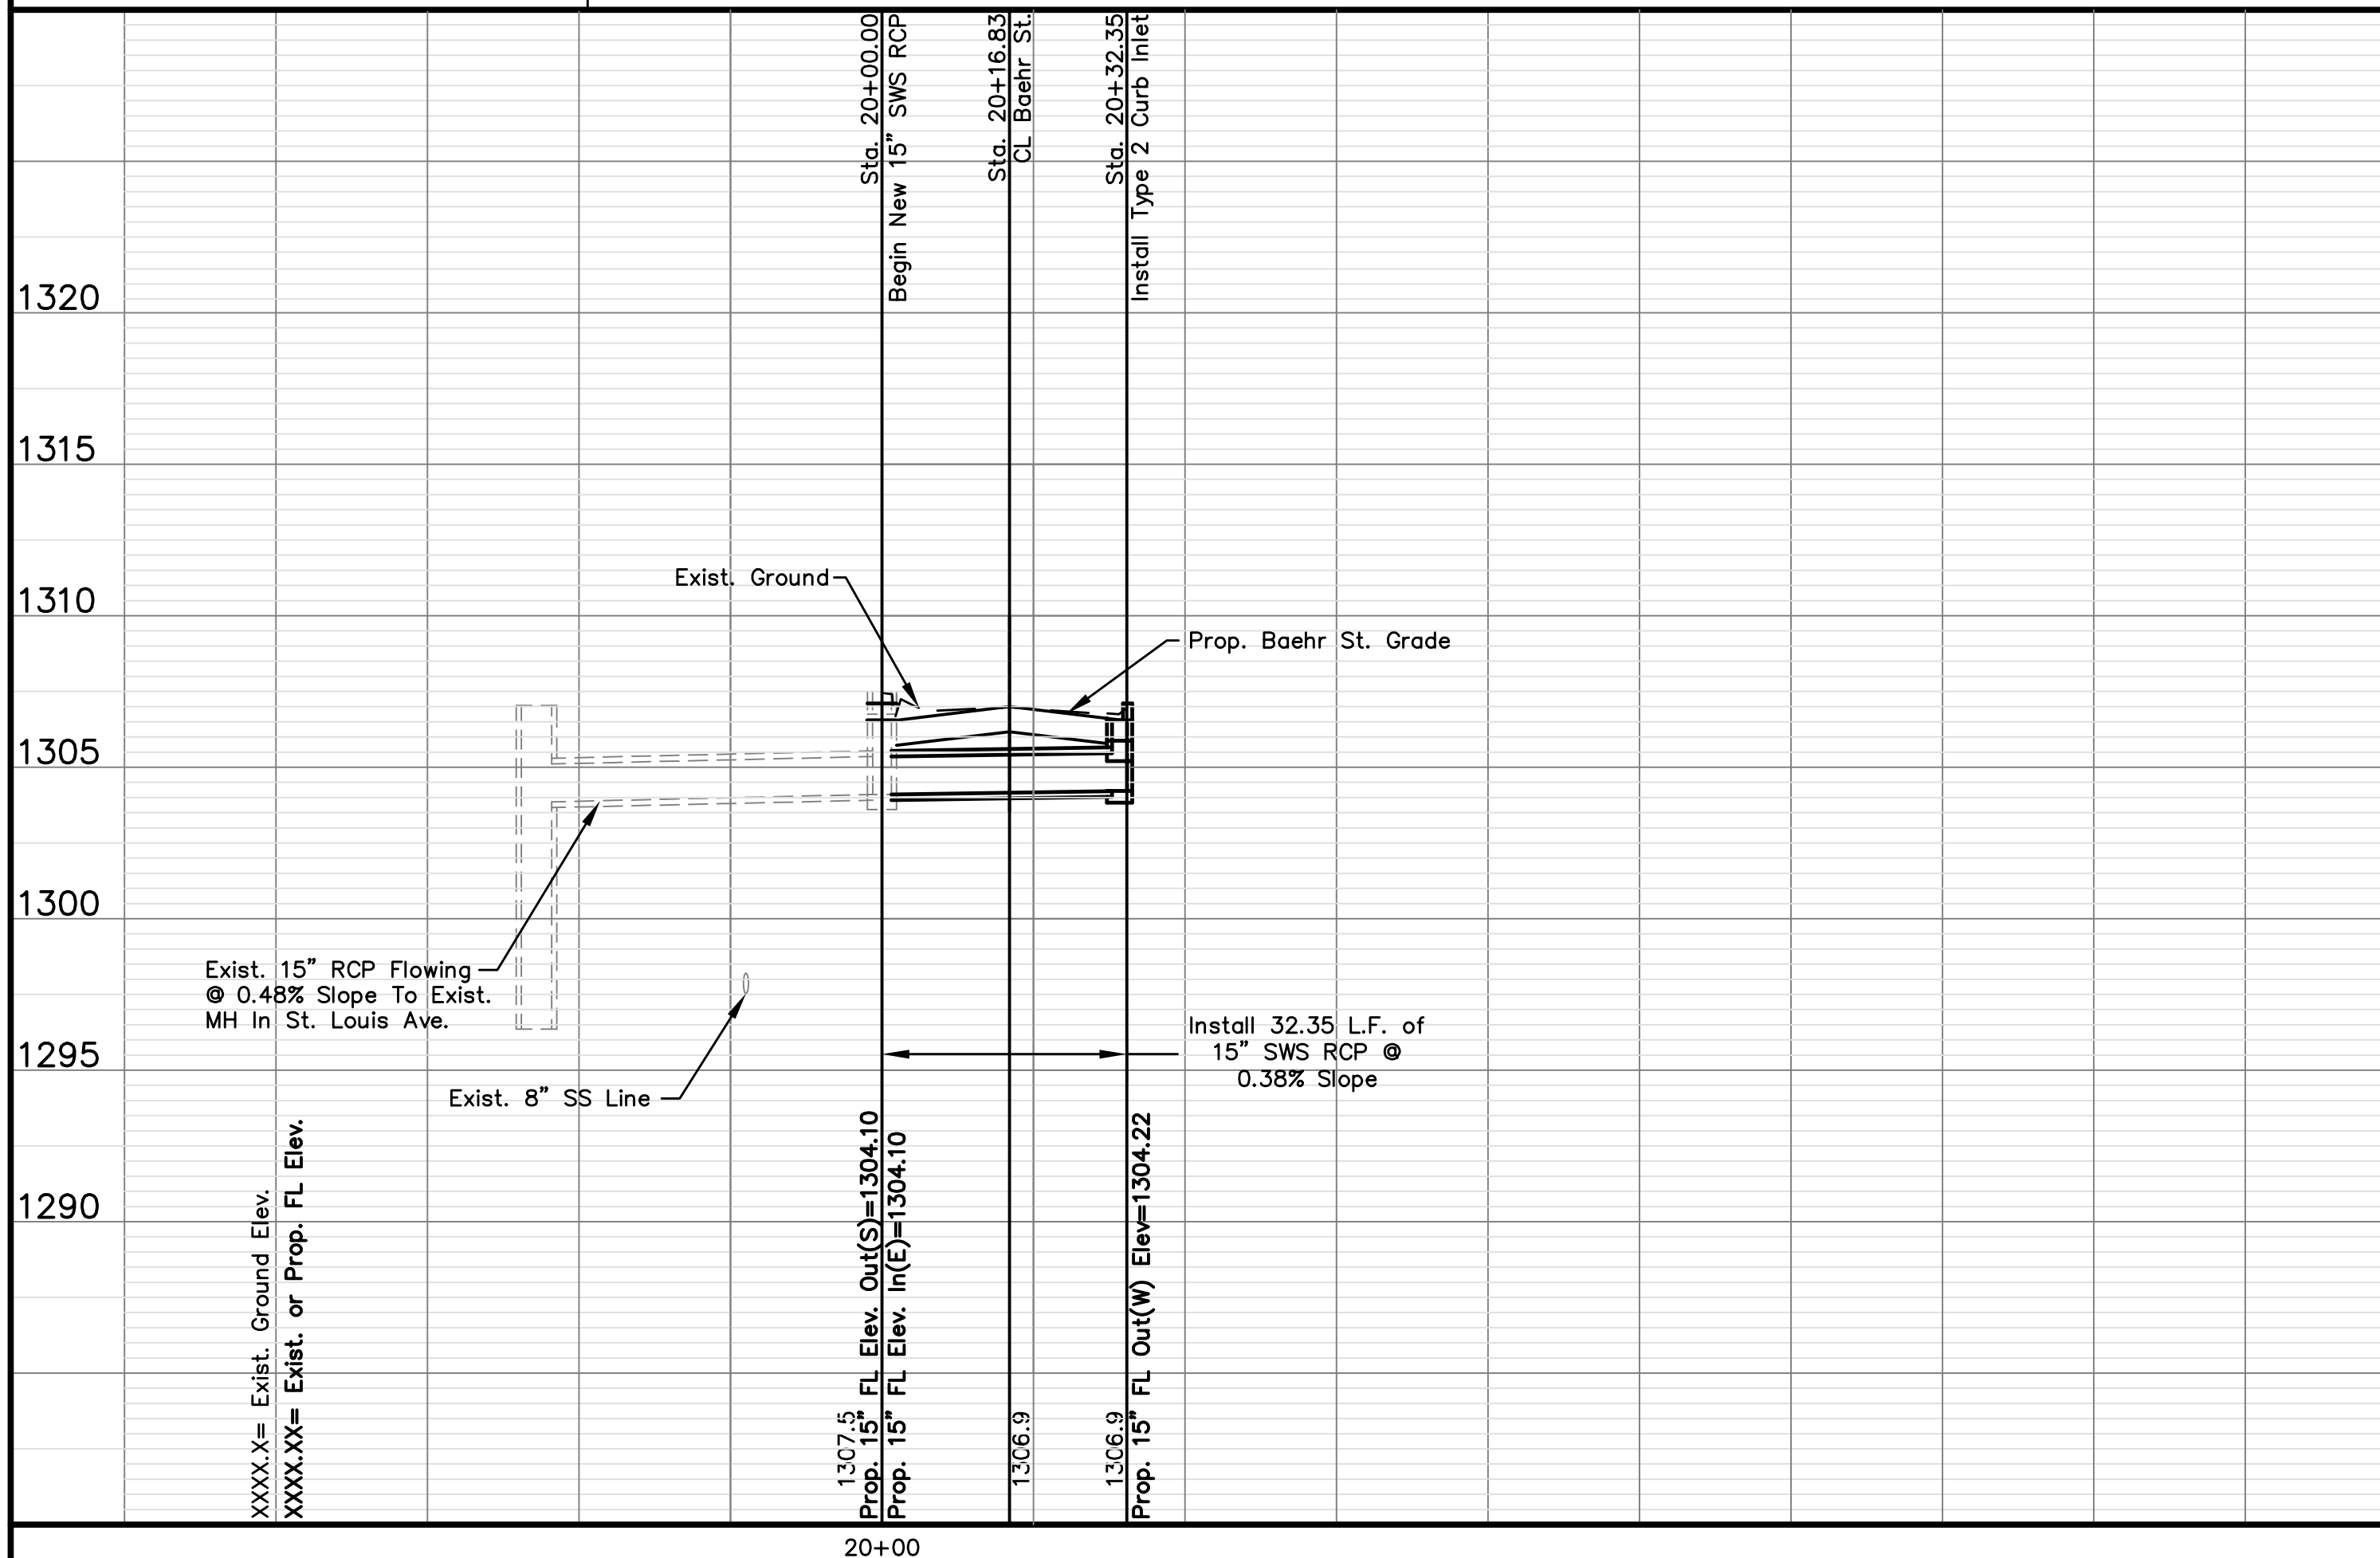 Sta. 20+00.00
Begin New 15” SWS RCP
Sta. 20+16.83
CL Baehr St.
Sta. 20+32.35
Install Type 2 Curb Inlet
1320
1315
1310
1305
1300
1295
1290
Exist. Ground
Prop. Baehr St. Grade
Exist. 15” RCP Flowing
@ 0.48% Slope To Exist.
MH In St. Louis Ave.
Exist. 8” SS Line
Install 32.35 L.F. of
15” SWS RCP @
0.38% Slope
XXXX.X= Exist. Ground Elev.
XXXX.XX= Exist. or Prop. FL Elev.
1307.5
Prop. 15” FL Elev. Out(S)=1304.10
Prop. 15” FL Elev. In(E)=1304.10
1306.9
1306.9
Prop. 15” FL Out(W) Elev=1304.22
20+00